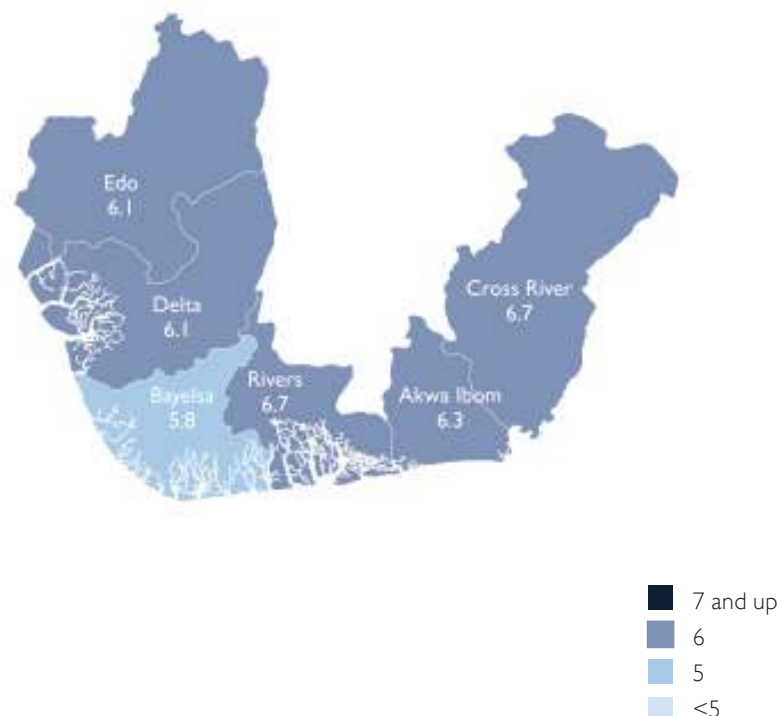 Edo
6.1
Cross River
6.7
Delta
6.1
Rivers
6.7
Bayelsa
5.8
Akwa Ibom
6.3
7 and up
6
5
<5